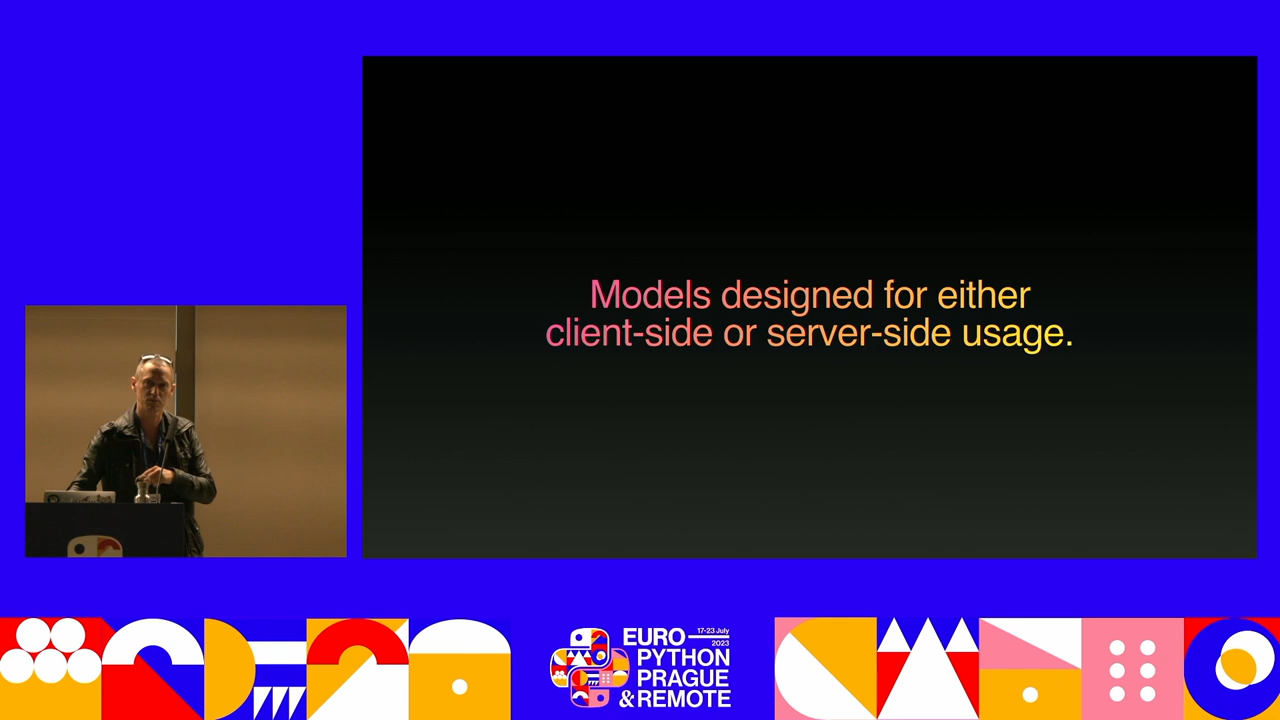 Models designed for either
client-side or server-side usage.
EURO
17-23 July
2023
PYTHON
PRAGUE
&REMOTE